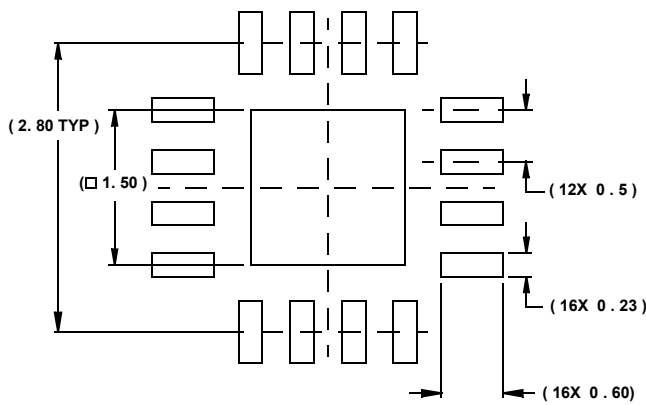 ( 2. 80 TYP )
(□ 1. 50 )
( 12X 0 . 5 )
( 16X 0 . 23 )
( 16X 0 . 60)